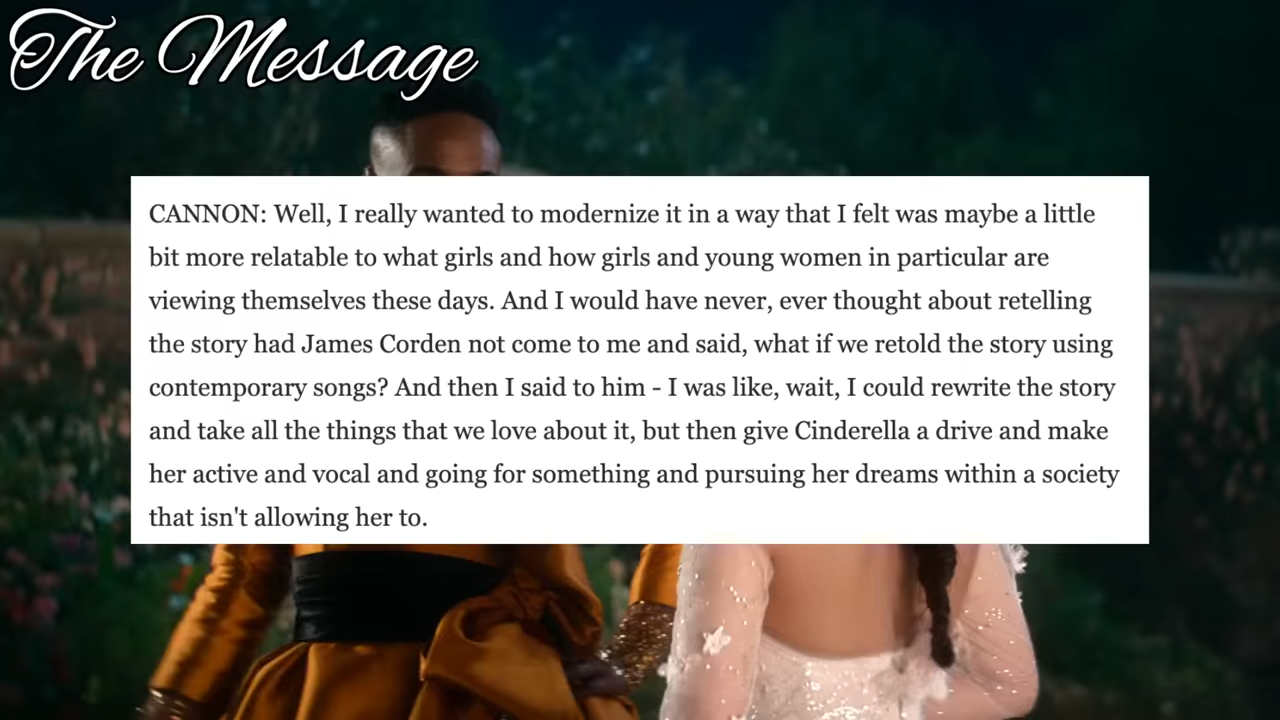 The Message
CANNON: Well, I really wanted to modernize it in a way that I felt was maybe a little
bit more relatable to what girls and how girls and young women in particular are
viewing themselves these days. And I would have never, ever thought about retelling
the story had James Corden not come to me and said, what if we retold the story using
contemporary songs? And then I said to him - I was like, wait, I could rewrite the story
and take all the things that we love about it, but then give Cinderella a drive and make
her active and vocal and going for something and pursuing her dreams within a society
that isn't allowing her to.